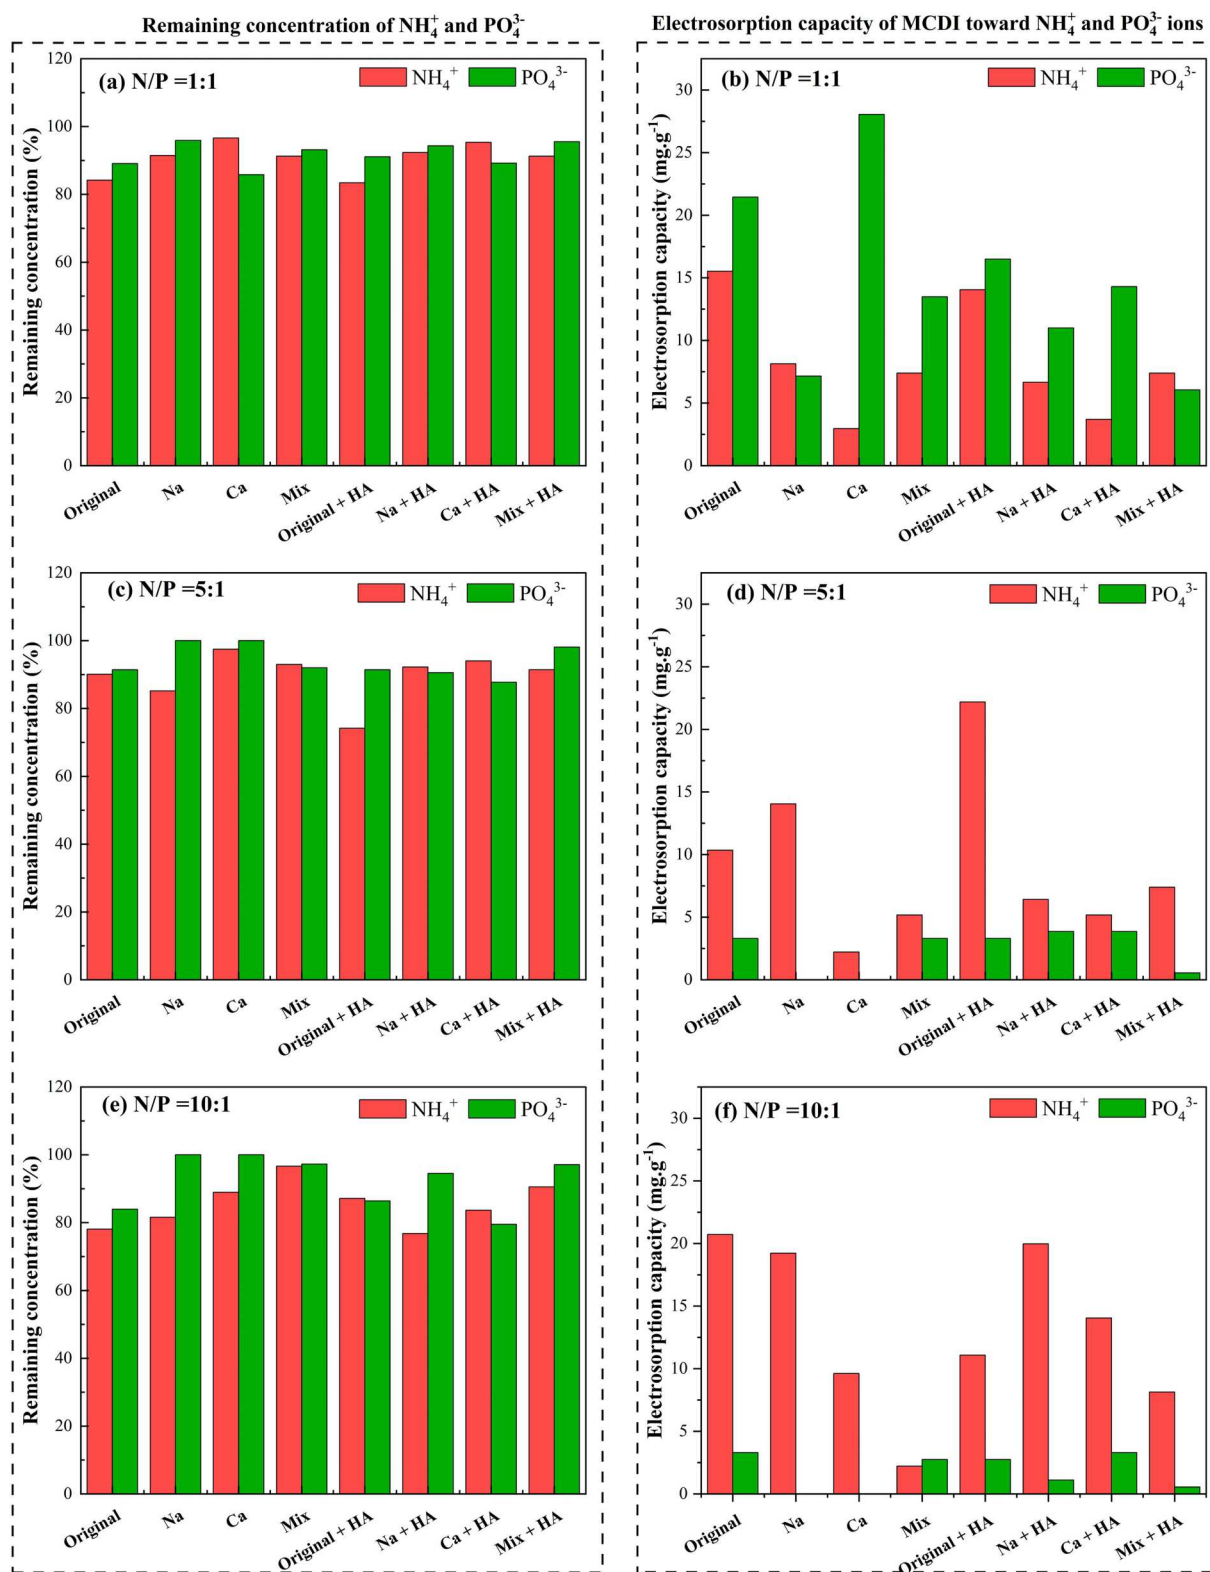 Remaining concentration of NH₄⁺ and PO₄³⁻
Electrosorption capacity of MCDI toward NH₄⁺ and PO₄³⁻ ions
(a) N/P =1:1
NH₄⁺
PO₄³⁻
Remaining concentration (%)
120
100
80
60
40
20
0
Original
Na
Ca
Mix
Original + HA
Na + HA
Ca + HA
Mix + HA
(b) N/P =1:1
NH₄⁺
PO₄³⁻
Electrosorption capacity (mg.g⁻¹)
30
25
20
15
10
5
0
Original
Na
Ca
Mix
Original + HA
Na + HA
Ca + HA
Mix + HA
(c) N/P =5:1
NH₄⁺
PO₄³⁻
Remaining concentration (%)
120
100
80
60
40
20
0
Original
Na
Ca
Mix
Original + HA
Na + HA
Ca + HA
Mix + HA
(d) N/P =5:1
NH₄⁺
PO₄³⁻
Electrosorption capacity (mg.g⁻¹)
30
25
20
15
10
5
0
Original
Na
Ca
Mix
Original + HA
Na + HA
Ca + HA
Mix + HA
(e) N/P =10:1
NH₄⁺
PO₄³⁻
Remaining concentration (%)
120
100
80
60
40
20
0
Original
Na
Ca
Mix
Original + HA
Na + HA
Ca + HA
Mix + HA
(f) N/P =10:1
NH₄⁺
PO₄³⁻
Electrosorption capacity (mg.g⁻¹)
30
25
20
15
10
5
0
Original
Na
Ca
Mix
Original + HA
Na + HA
Ca + HA
Mix + HA